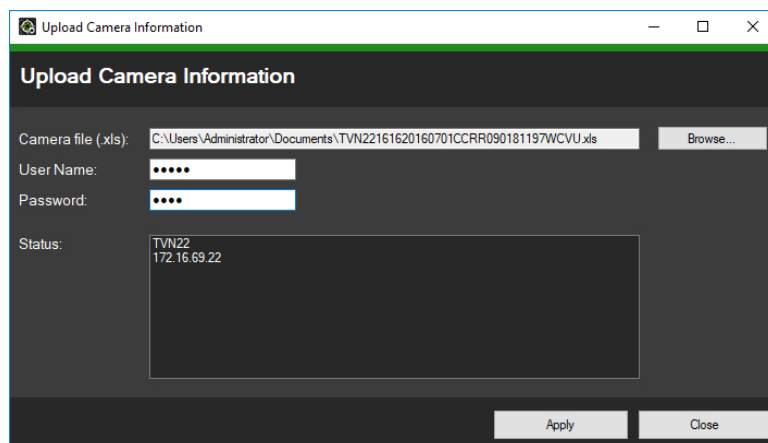 Upload Camera Information
Upload Camera Information
Camera file (.xls): C:\Users\Administrator\Documents\TVN22161620160701CCRR090181197WCVU.xls Browse...
User Name: •••••
Password: ••••
Status: TVN22
172.16.69.22
Apply Close